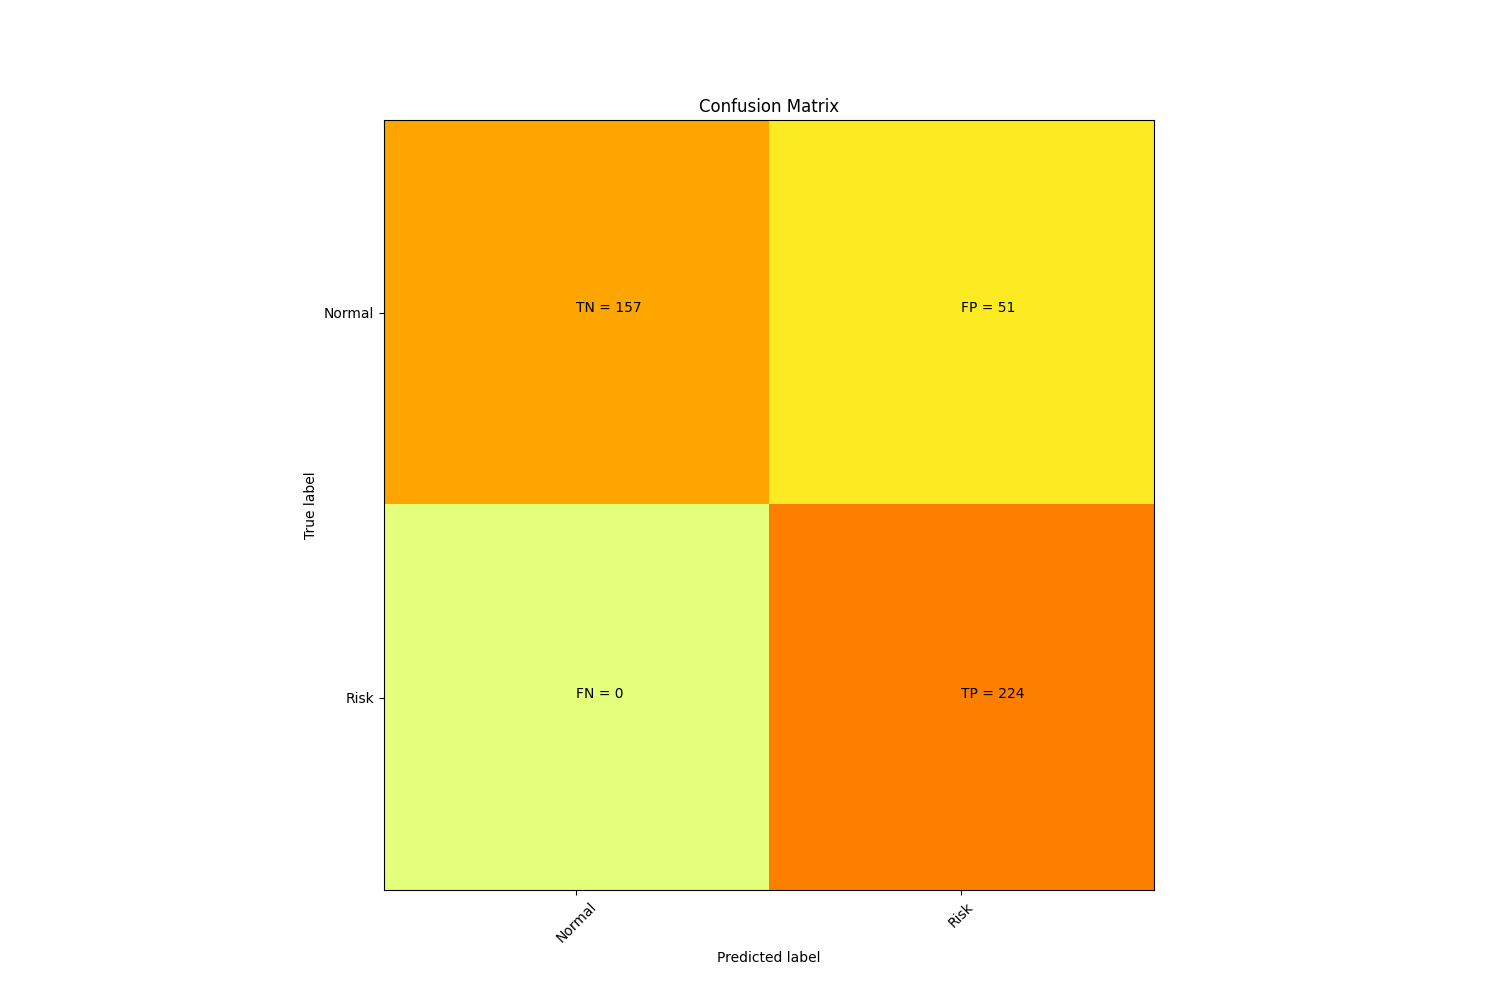 Confusion Matrix
TN = 157
FP = 51
Normal
True label
FN = 0
TP = 224
Risk
Normal
Risk
Predicted label